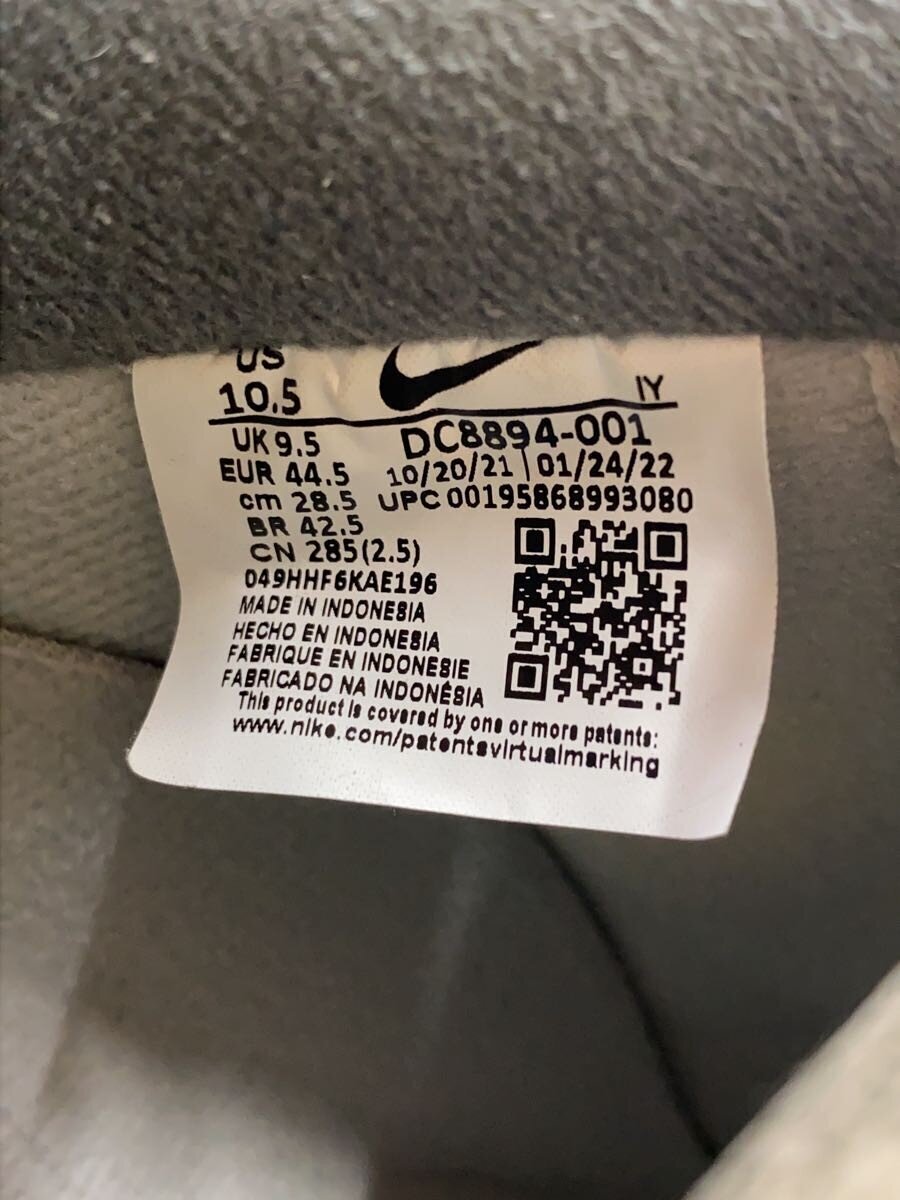 US
10.5
IY
UK 9.5
DC8894-001
EUR 44.5
10/20/21 01/24/22
cm 28.5
UPC 00195868993080
BR 42.5
CN 285(2.5)
049HHF6KAE196
MADE IN INDONESIA
HECHO EN INDONESIA
FABRIQUE EN INDONESIE
FABRICADO NA INDONÉSIA
This product is covered by one or more patents:
www.nike.com/patentsvirtualmarking